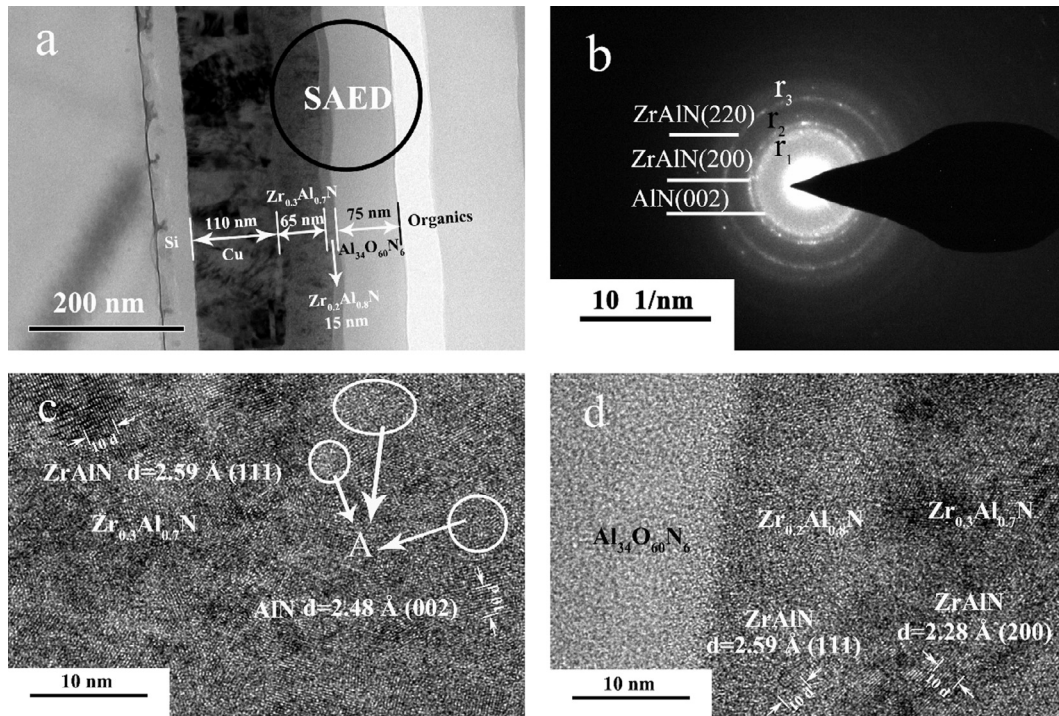 a
SAED
Zr0.3Al0.7N
110 nm
65 nm
75 nm
Organics
Si
Cu
Al34O60N6
Zr0.2Al0.8N
15 nm
200 nm
b
r3
ZrAlN(220)
r2
r1
ZrAlN(200)
AlN(002)
10 1/nm
c
10 d
ZrAlN d=2.59 Å (111)
Zr0.3Al0.7N
A
AlN d=2.48 Å (002)
10 d
10 nm
d
Al34O60N6
Zr0.2Al0.8N
Zr0.3Al0.7N
ZrAlN
d=2.59 Å (111)
ZrAlN
d=2.28 Å (200)
10 d
10 d
10 nm